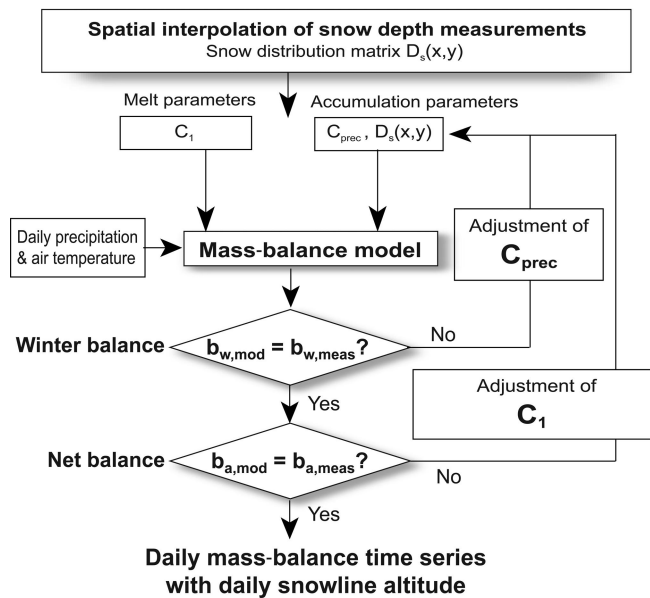 Spatial interpolation of snow depth measurements
Snow distribution matrix Ds(x,y)
Melt parameters
Accumulation parameters
C1
Cprec , Ds(x,y)
Daily precipitation
& air temperature
Mass-balance model
Adjustment of
Cprec
Winter balance
bw,mod = bw,meas?
No
Yes
Adjustment of
C1
Net balance
ba,mod = ba,meas?
No
Yes
Daily mass-balance time series
with daily snowline altitude